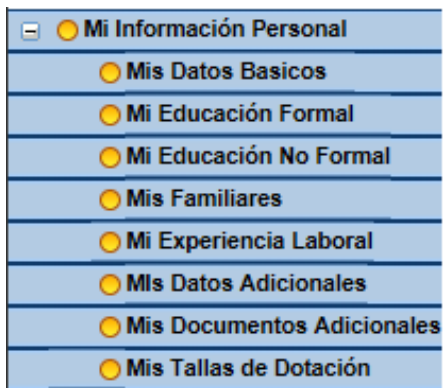 Mi Información Personal
Mis Datos Basicos
Mi Educación Formal
Mi Educación No Formal
Mis Familiares
Mi Experiencia Laboral
MIs Datos Adicionales
Mis Documentos Adicionales
Mis Tallas de Dotación